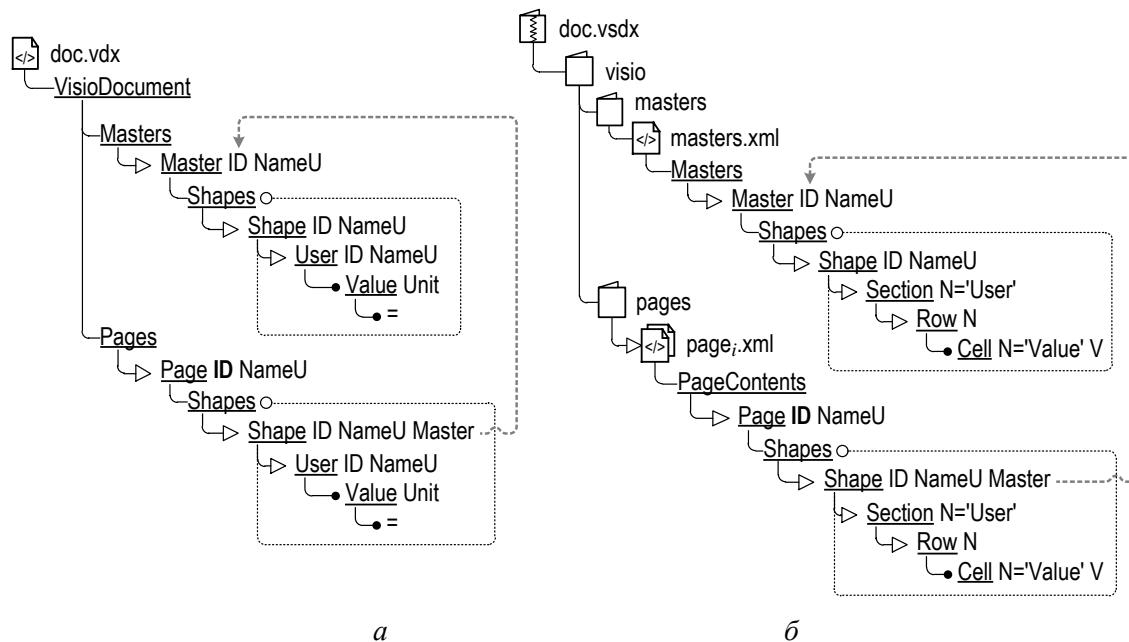 doc.vdx
VisioDocument
Masters
Master ID NameU
Shapes
Shape ID NameU
User ID NameU
Value Unit
=
Pages
Page ID NameU
Shapes
Shape ID NameU Master
User ID NameU
Value Unit
=
а
doc.vsdx
visio
masters
masters.xml
Masters
Master ID NameU
Shapes
Shape ID NameU
Section N='User'
Row N
Cell N='Value' V
pages
pageᵢ.xml
PageContents
Page ID NameU
Shapes
Shape ID NameU Master
Section N='User'
Row N
Cell N='Value' V
б